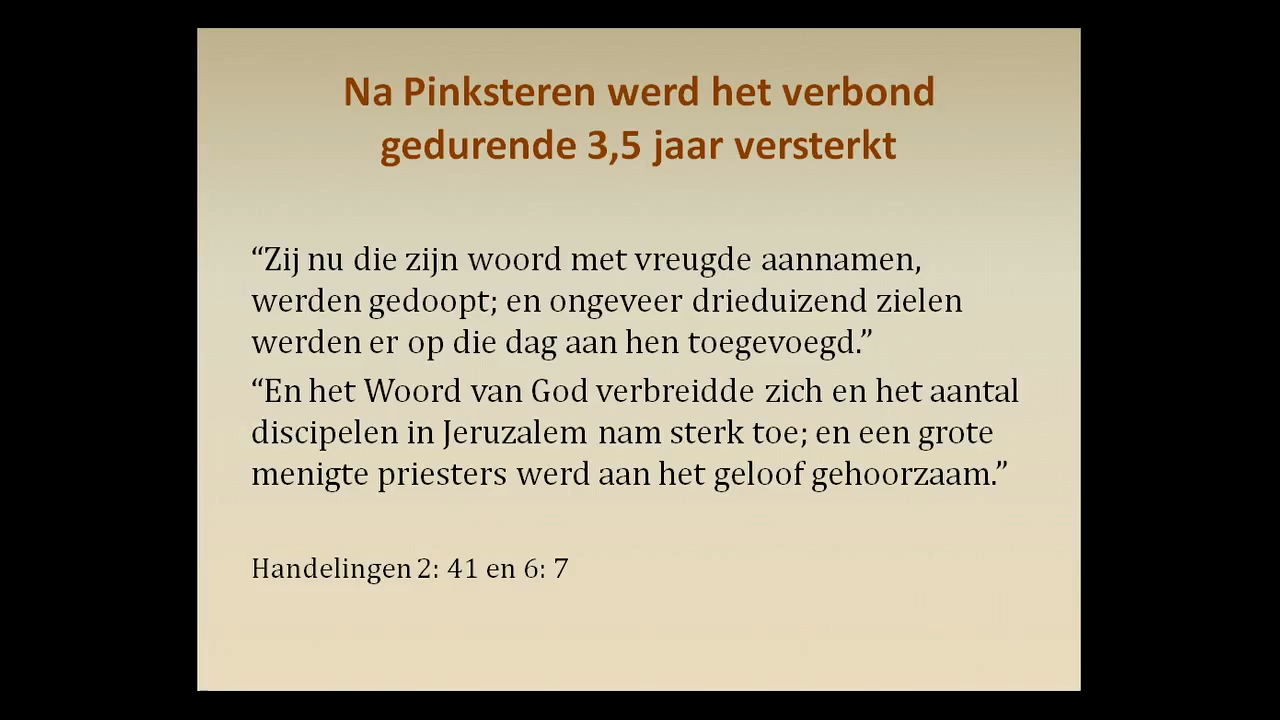 Na Pinksteren werd het verbond
gedurende 3,5 jaar versterkt
“Zij nu die zijn woord met vreugde aannamen,
werden gedoopt; en ongeveer drieduizend zielen
werden er op die dag aan hen toegevoegd.”
“En het Woord van God verbreidde zich en het aantal
discipelen in Jeruzalem nam sterk toe; en een grote
menigte priesters werd aan het geloof gehoorzaam.”
Handelingen 2: 41 en 6: 7